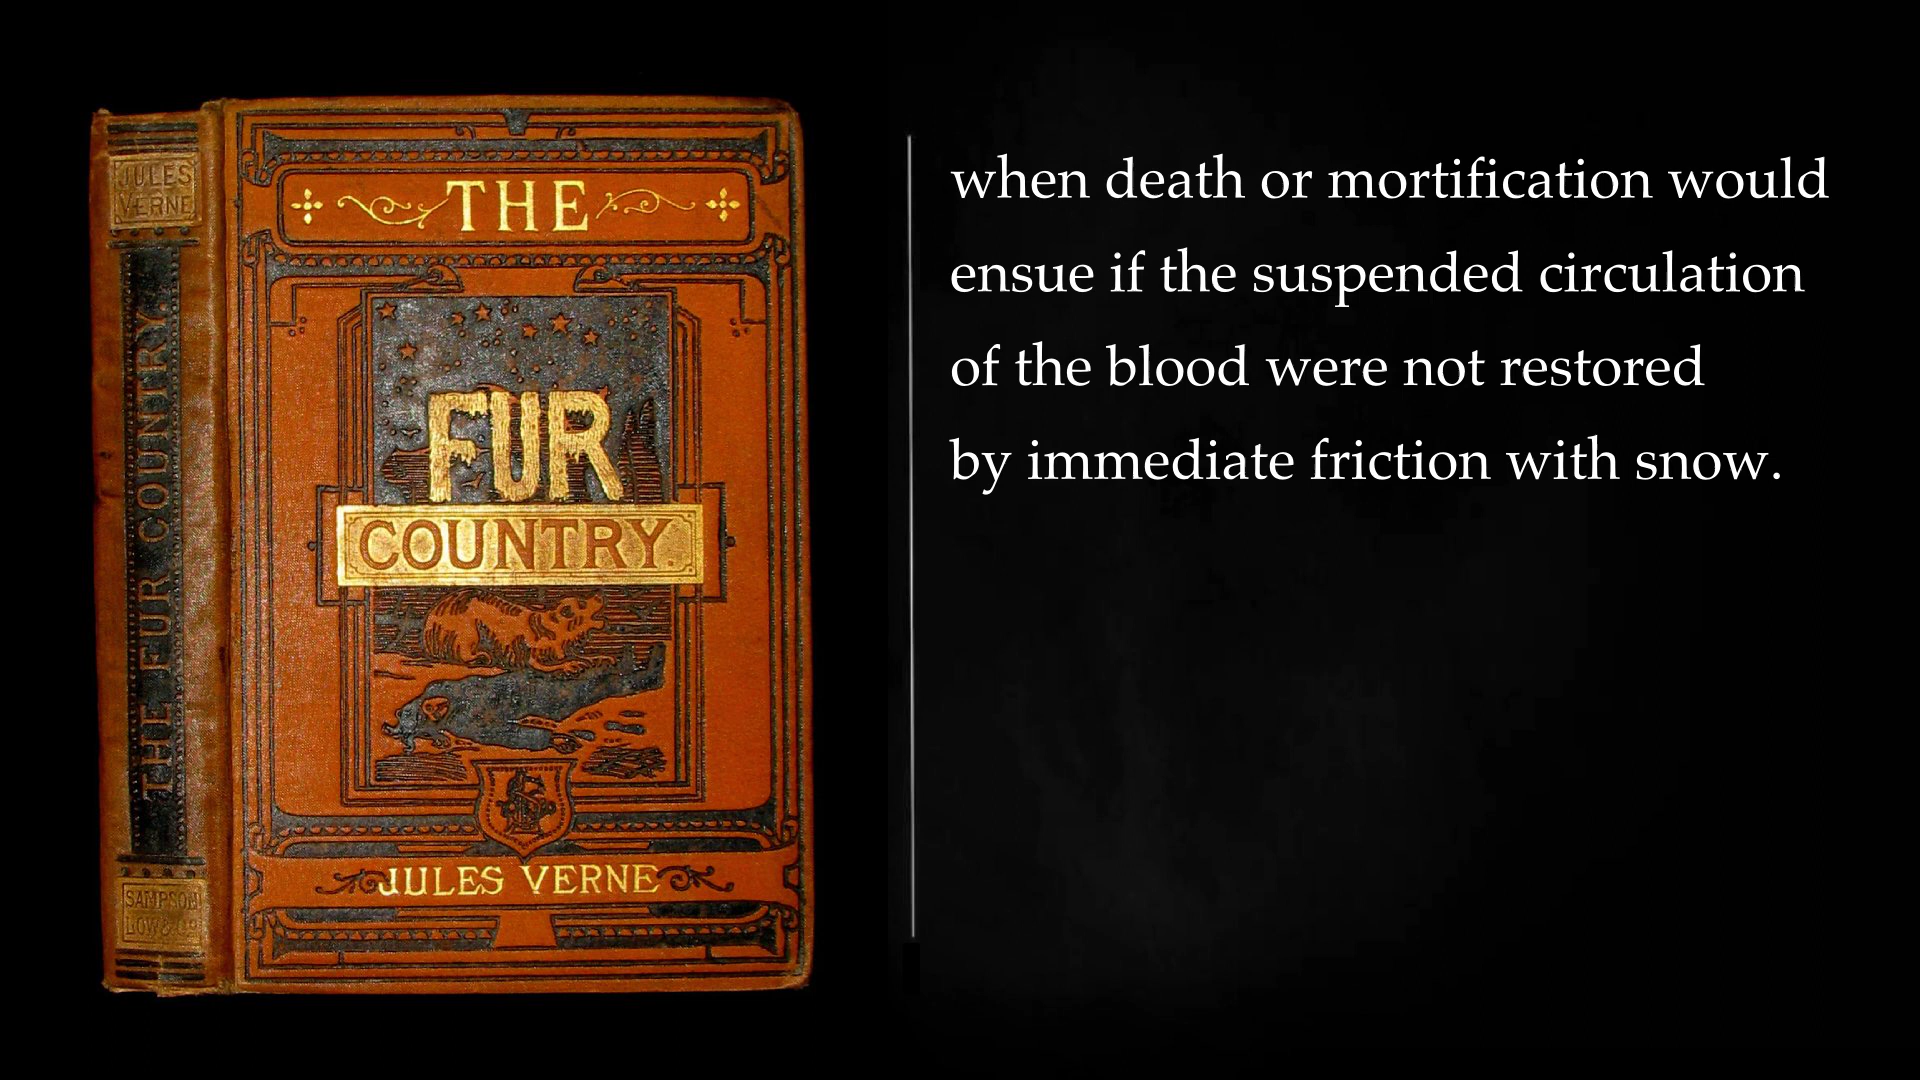 JULES
VERNE
THE FUR COUNTRY.
SAMPSON
LOW & Co
THE
FUR
COUNTRY.
JULES VERNE
when death or mortification would
ensue if the suspended circulation
of the blood were not restored
by immediate friction with snow.